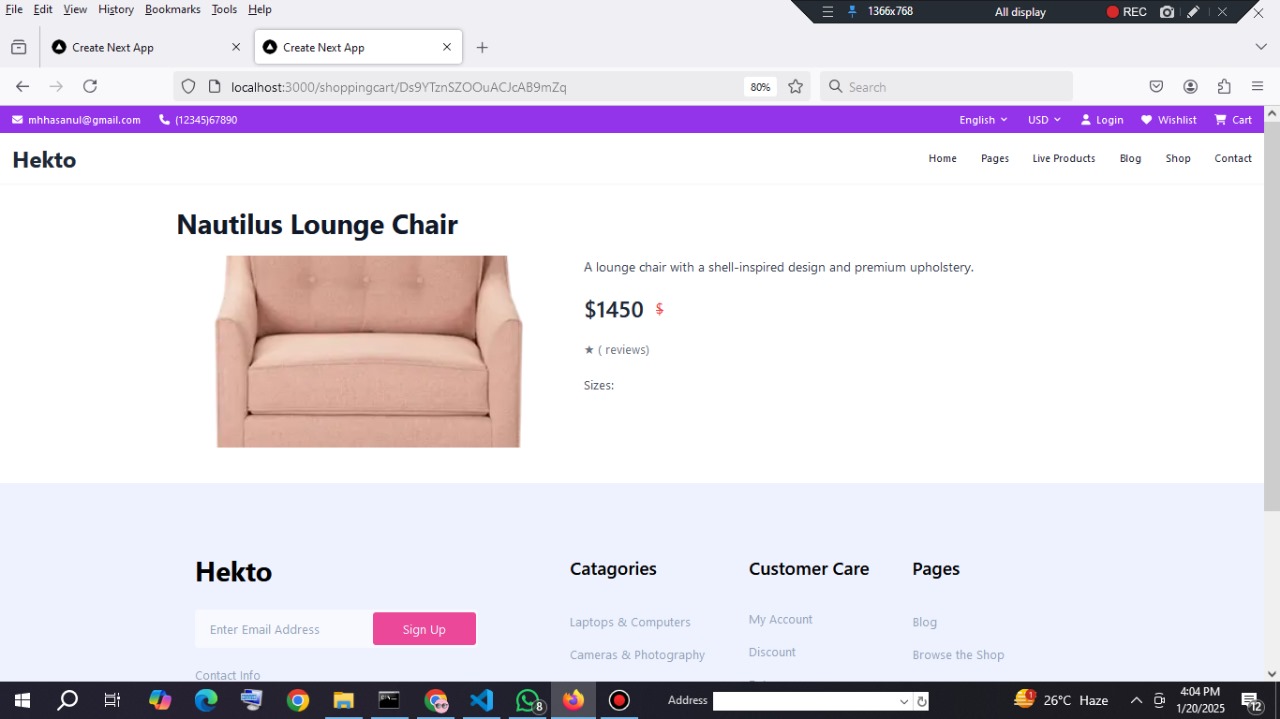 File Edit View History Bookmarks Tools Help
1366x768 All display REC
Create Next App
Create Next App
localhost:3000/shoppingcart/Ds9YTznSZOOuACJcAB9mZq 80% Search
mhhasanul@gmail.com (12345)67890 English USD Login Wishlist Cart
Hekto Home Pages Live Products Blog Shop Contact
Nautilus Lounge Chair
A lounge chair with a shell-inspired design and premium upholstery.
$1450 $
★ ( reviews)
Sizes:
Hekto Catagories Customer Care Pages
Enter Email Address Sign Up Laptops & Computers My Account Blog
Cameras & Photography Discount Browse the Shop
Contact Info
Address 26°C Haze 4:04 PM
1/20/2025
8 1 12